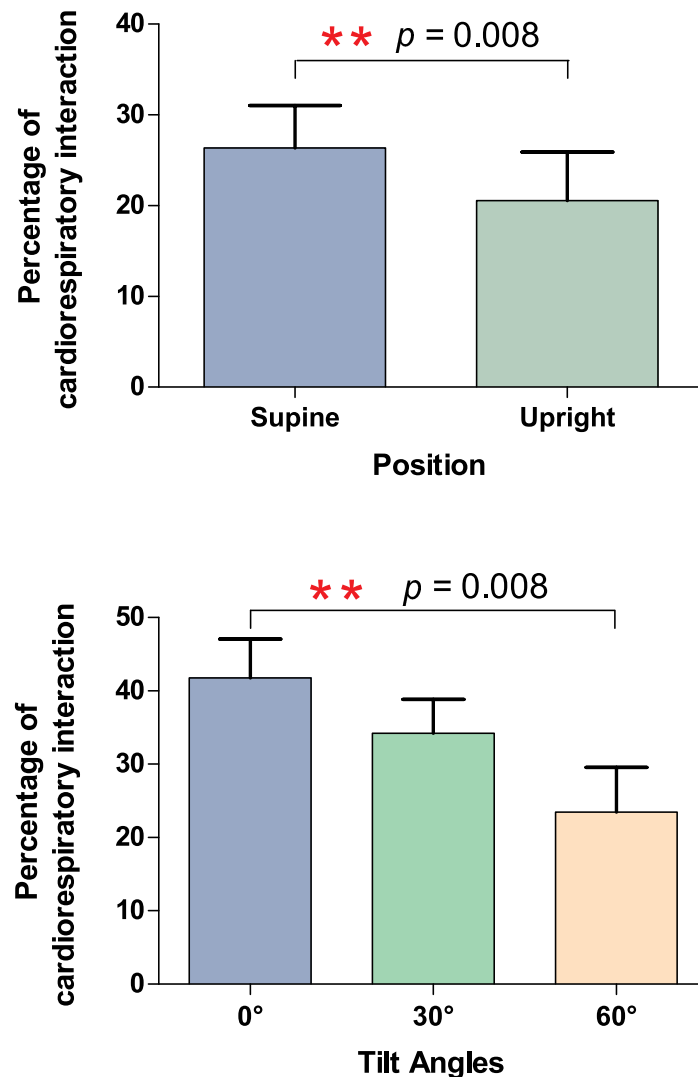 ** p = 0.008
Percentage of
cardiorespiratory interaction
40
30
20
10
0
Supine Upright
Position
** p = 0.008
Percentage of
cardiorespiratory interaction
50
40
30
20
10
0
0° 30° 60°
Tilt Angles